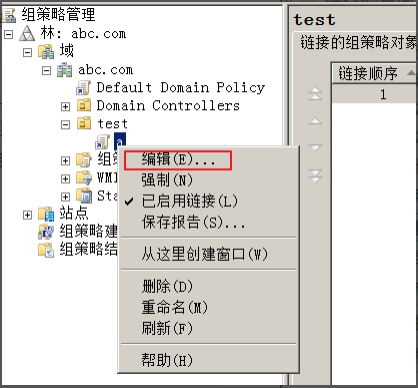 组策略管理
林: abc.com
域
abc.com
Default Domain Policy
Domain Controllers
test
a
组策
WMI
Sta
站点
组策略建
组策略结
编辑(E)...
强制(N)
已启用链接(L)
保存报告(S)...
从这里创建窗口(W)
删除(D)
重命名(M)
刷新(F)
帮助(H)
test
链接的组策略对象
链接顺序
1